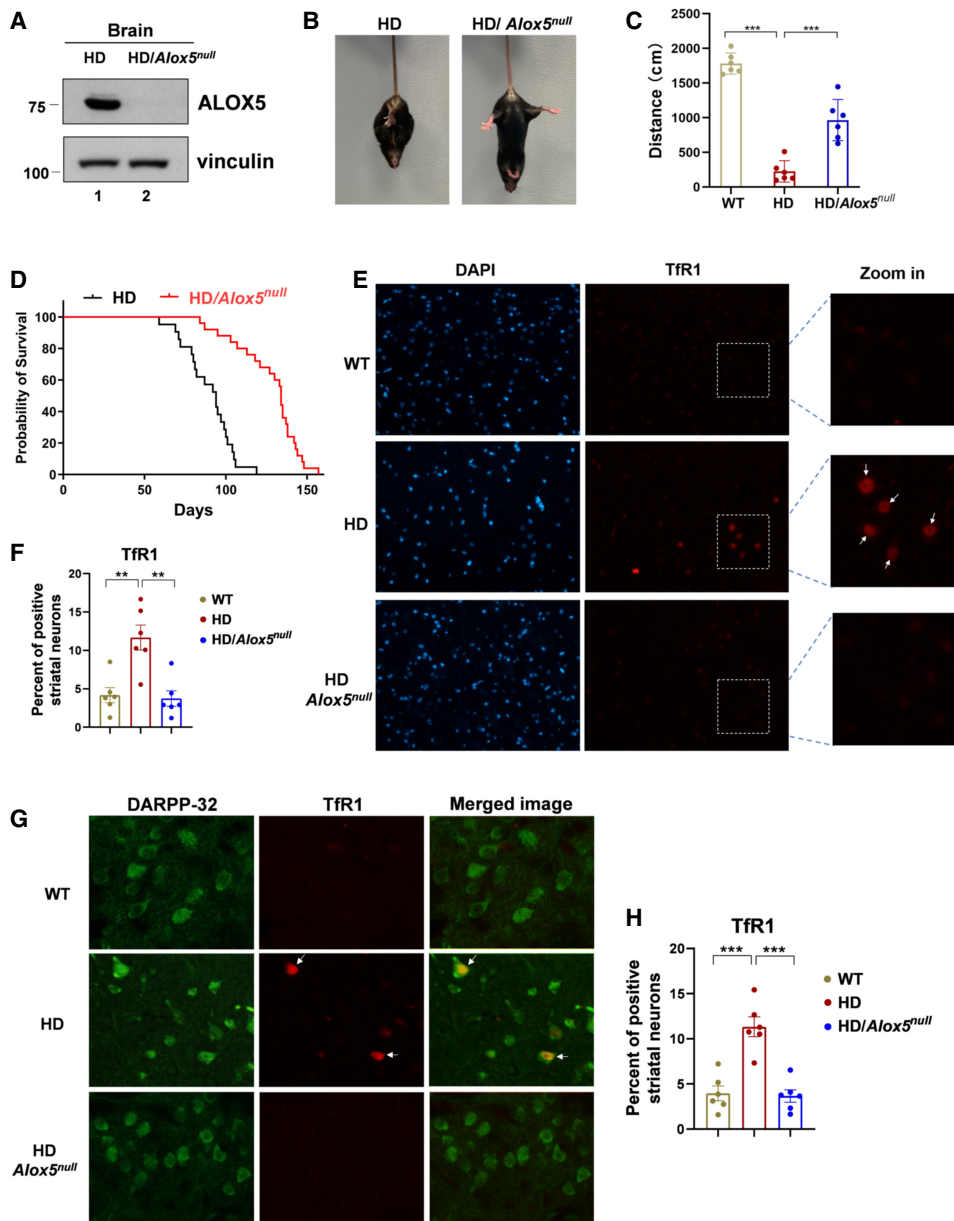 A
Brain
HD HD/Alox5null
75
ALOX5
100
vinculin
1 2
B
HD HD/ Alox5null
C
Distance (cm)
2500
2000
1500
1000
500
0
*** ***
WT HD HD/Alox5null
D
HD HD/Alox5null
Probability of Survival
100
80
60
40
20
0
0 50 100 150
Days
E
DAPI TfR1 Zoom in
WT
HD
HD
Alox5null
F
TfR1
Percent of positive
striatal neurons
20
15
10
5
0
** **
WT
HD
HD/Alox5null
G
DARPP-32 TfR1 Merged image
WT
HD
HD
Alox5null
H
TfR1
Percent of positive
striatal neurons
20
15
10
5
0
*** ***
WT
HD
HD/Alox5null